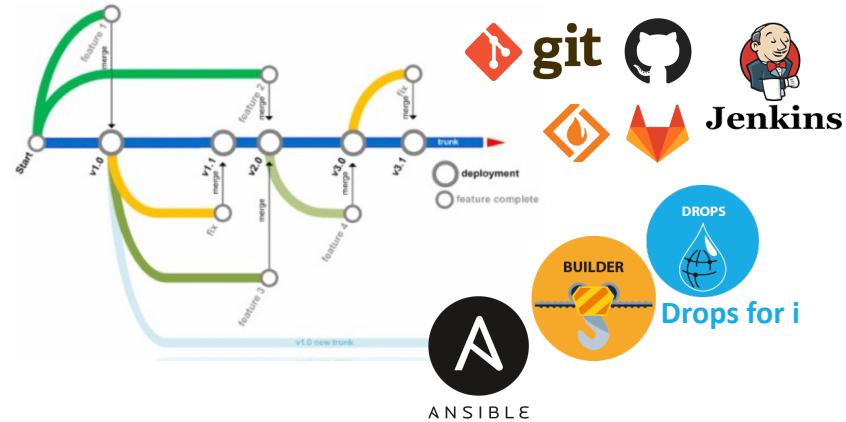 feature 1
merge
feature 2
merge
fix
merge
git
Jenkins
Start
v1.0
v1.1
v2.0
v3.0
v3.1
trunk
merge
merge
merge
deployment
feature complete
fix
feature 4
feature 3
v1.0 new trunk
DROPS
BUILDER
Drops for i
ANSIBLE